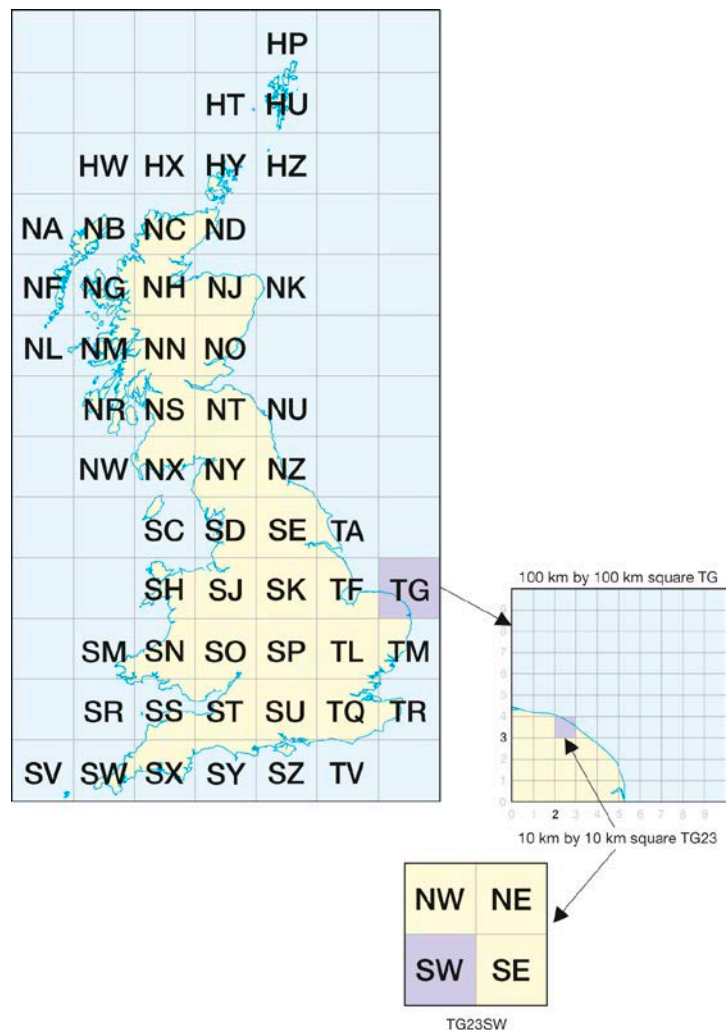 HP
HT HU
HW HX HY HZ
NA NB NC ND
NF NG NH NJ NK
NL NM NN NO
NR NS NT NU
NW NX NY NZ
SC SD SE TA
SH SJ SK TF TG
SM SN SO SP TL TM
SR SS ST SU TQ TR
SV SW SX SY SZ TV
100 km by 100 km square TG
9
8
7
6
5
4
3
2
1
0
0 1 2 3 4 5 6 7 8 9
10 km by 10 km square TG23
NW NE
SW SE
TG23SW